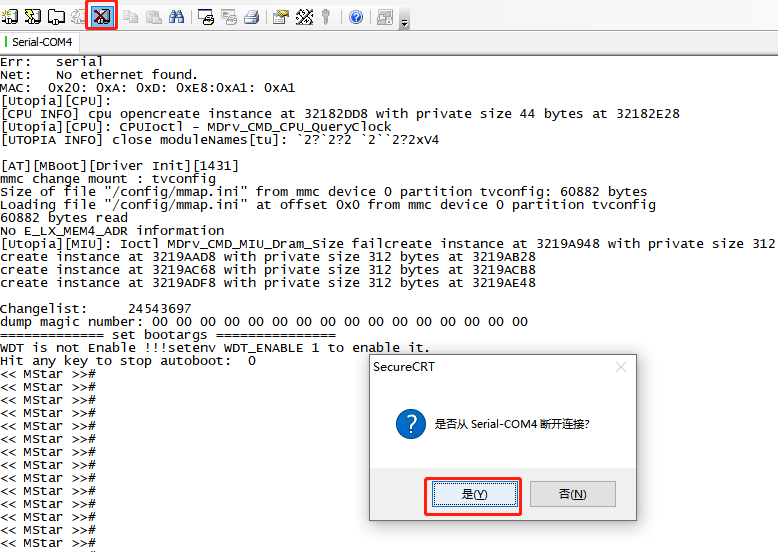 Serial-COM4
Err:   serial
Net:   No ethernet found.
MAC:  0x20: 0xA: 0xD: 0xE8:0xA1: 0xA1
[Utopia][CPU]:
[CPU INFO] cpu opencreate instance at 32182DD8 with private size 44 bytes at 32182E28
[Utopia][CPU]: CPUIoctl - MDrv_CMD_CPU_QueryClock
[UTOPIA INFO] close moduleNames[tu]: `2?`2?2 `2``2?2xV4
[AT][MBoot][Driver Init][1431]
mmc change mount : tvconfig
Size of file "/config/mmap.ini" from mmc device 0 partition tvconfig: 60882 bytes
Loading file "/config/mmap.ini" at offset 0x0 from mmc device 0 partition tvconfig
60882 bytes read
No E_LX_MEM4_ADR information
[Utopia][MIU]: Ioctl MDrv_CMD_MIU_Dram_Size failcreate instance at 3219A948 with private size 312
create instance at 3219AAD8 with private size 312 bytes at 3219AB28
create instance at 3219AC68 with private size 312 bytes at 3219ACB8
create instance at 3219ADF8 with private size 312 bytes at 3219AE48
Changelist:     24543697
dump magic number: 00 00 00 00 00 00 00 00 00 00 00 00 00 00 00 00
============= set bootargs ===============
WDT is not Enable !!!setenv WDT_ENABLE 1 to enable it.
Hit any key to stop autoboot:  0
<< MStar >>#
<< MStar >>#
<< MStar >>#
<< MStar >>#
<< MStar >>#
<< MStar >>#
<< MStar >>#
<< MStar >>#
<< MStar >>#
<< MStar >>#
<< MStar >>#
<< MStar >>#
<< MStar >>#
<< MStar >>#
SecureCRT
是否从 Serial-COM4 断开连接?
是(Y)
否(N)